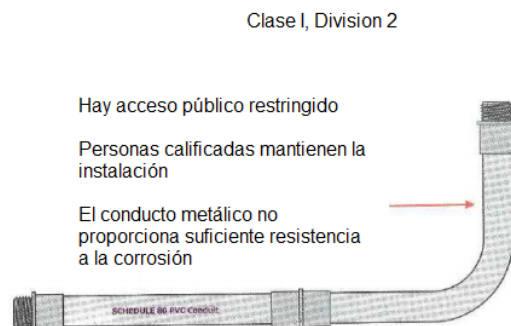 Clase I, Division 2
Hay acceso público restringido
Personas calificadas mantienen la
instalación
El conducto metálico no
proporciona suficiente resistencia
a la corrosión
SCHEDULE 80 PVC Conduit